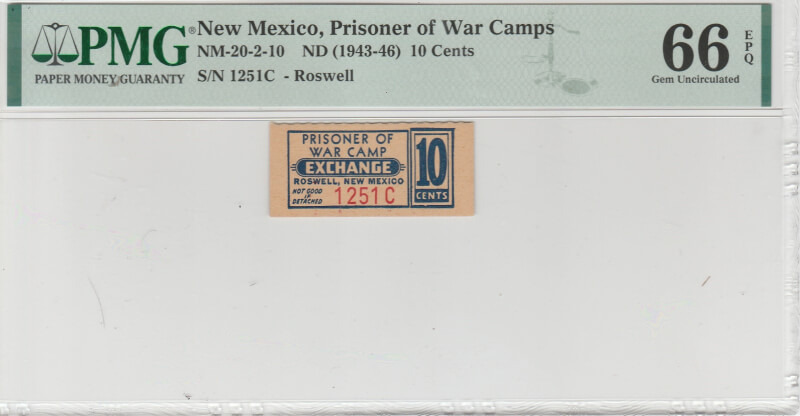 PMG®
PAPER MONEY GUARANTY
New Mexico, Prisoner of War Camps
NM-20-2-10 ND (1943-46) 10 Cents
S/N 1251C - Roswell
66 EPQ
Gem Uncirculated
PRISONER OF
WAR CAMP
EXCHANGE
ROSWELL, NEW MEXICO
NOT GOOD
IF
DETACHED
1251C
10
CENTS